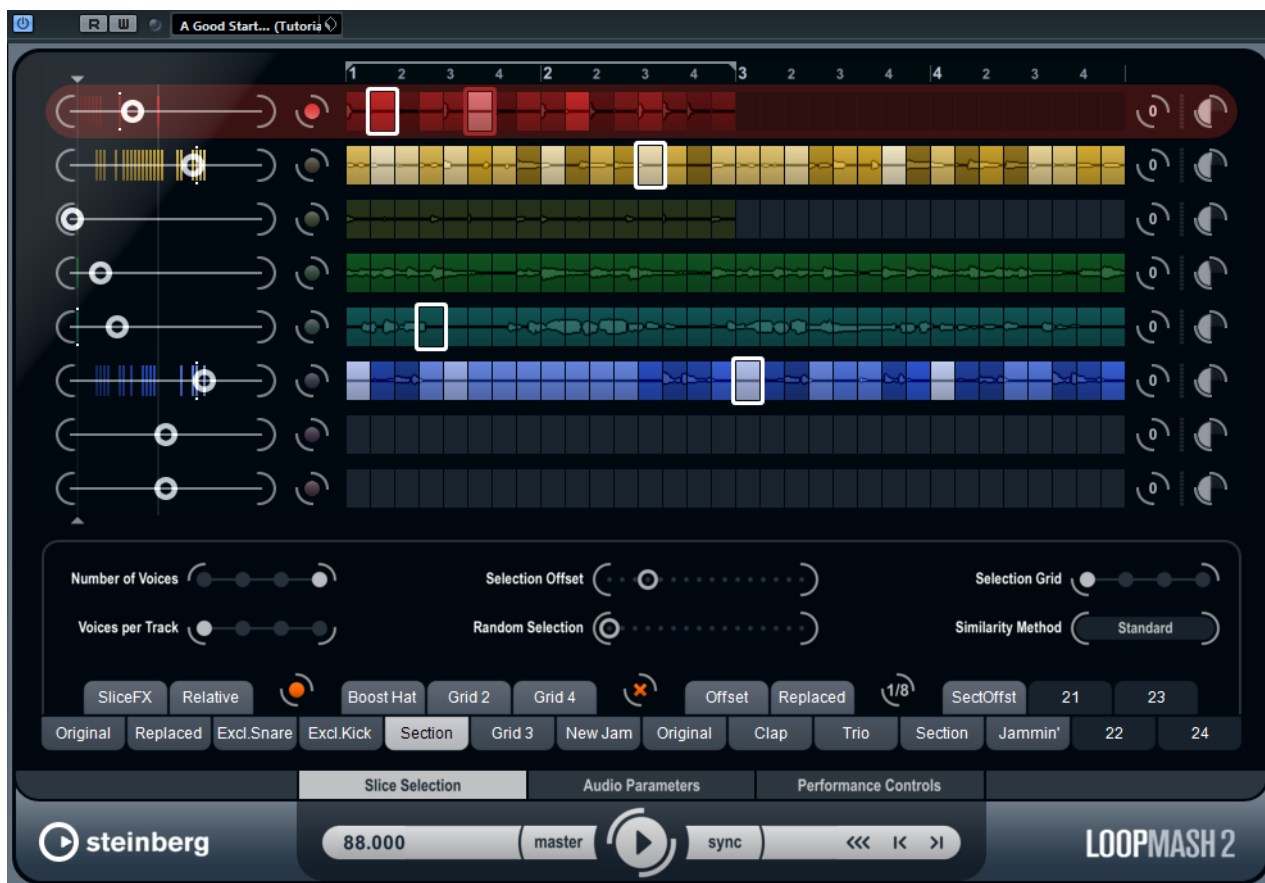 R W A Good Start... (Tutoria
1 2 3 4 2 2 3 4 3 2 3 4 4 2 3 4
0
0
0
0
0
0
0
0
Number of Voices Selection Offset Selection Grid
Voices per Track Random Selection Similarity Method Standard
SliceFX Relative Boost Hat Grid 2 Grid 4 Offset Replaced 1/8 SectOffst 21 23
Original Replaced Excl.Snare Excl.Kick Section Grid 3 New Jam Original Clap Trio Section Jammin' 22 24
Slice Selection Audio Parameters Performance Controls
steinberg 88.000 master sync LOOPMASH 2